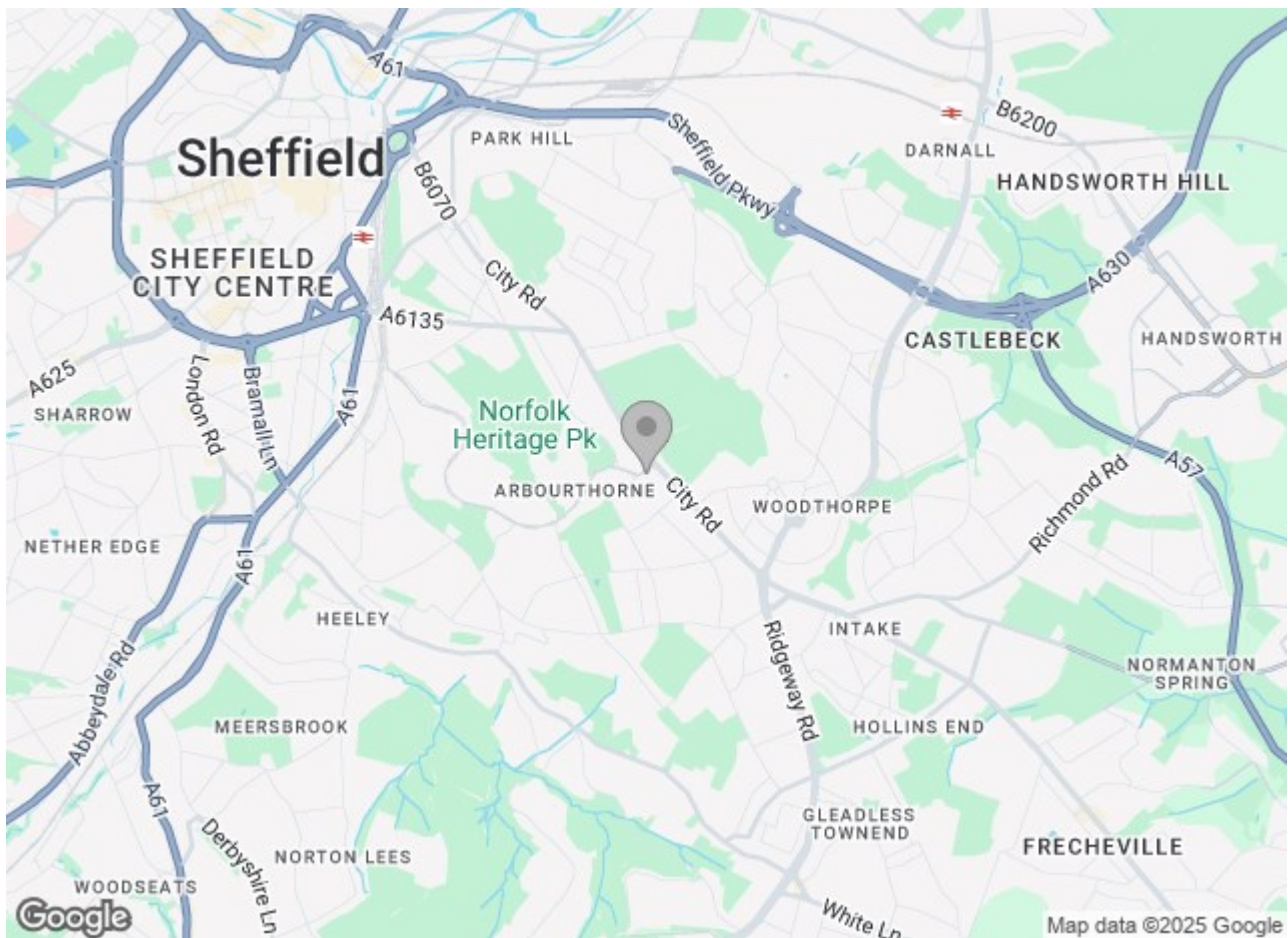 A61
B6200
PARK HILL
Sheffield Pkwy
Sheffield
DARNALL
B6070
HANDSWORTH HILL
SHEFFIELD
CITY CENTRE
City Rd
A630
A6135
CASTLEBECK
HANDSWORTH
A625
London Rd
Bramall Ln
A61
SHARROW
Norfolk
Heritage Pk
A57
ARBOURTHORNE
City Rd
WOODTHORPE
Richmond Rd
NETHER EDGE
A61
HEELEY
INTAKE
Abbeydale Rd
Ridgeway Rd
NORMANTON
SPRING
MEERSBROOK
HOLLINS END
A61
GLEADLESS
TOWNEND
Derbyshire Ln
NORTON LEES
FRECHEVILLE
WOODSEATS
White Ln
Google
Map data ©2025 Google